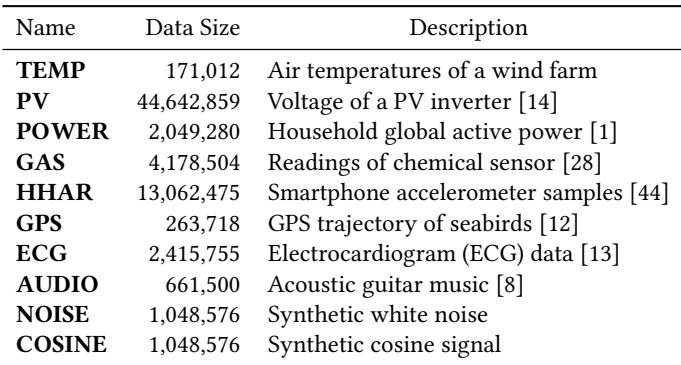 Name Data Size Description
TEMP 171,012 Air temperatures of a wind farm
PV 44,642,859 Voltage of a PV inverter [14]
POWER 2,049,280 Household global active power [1]
GAS 4,178,504 Readings of chemical sensor [28]
HHAR 13,062,475 Smartphone accelerometer samples [44]
GPS 263,718 GPS trajectory of seabirds [12]
ECG 2,415,755 Electrocardiogram (ECG) data [13]
AUDIO 661,500 Acoustic guitar music [8]
NOISE 1,048,576 Synthetic white noise
COSINE 1,048,576 Synthetic cosine signal